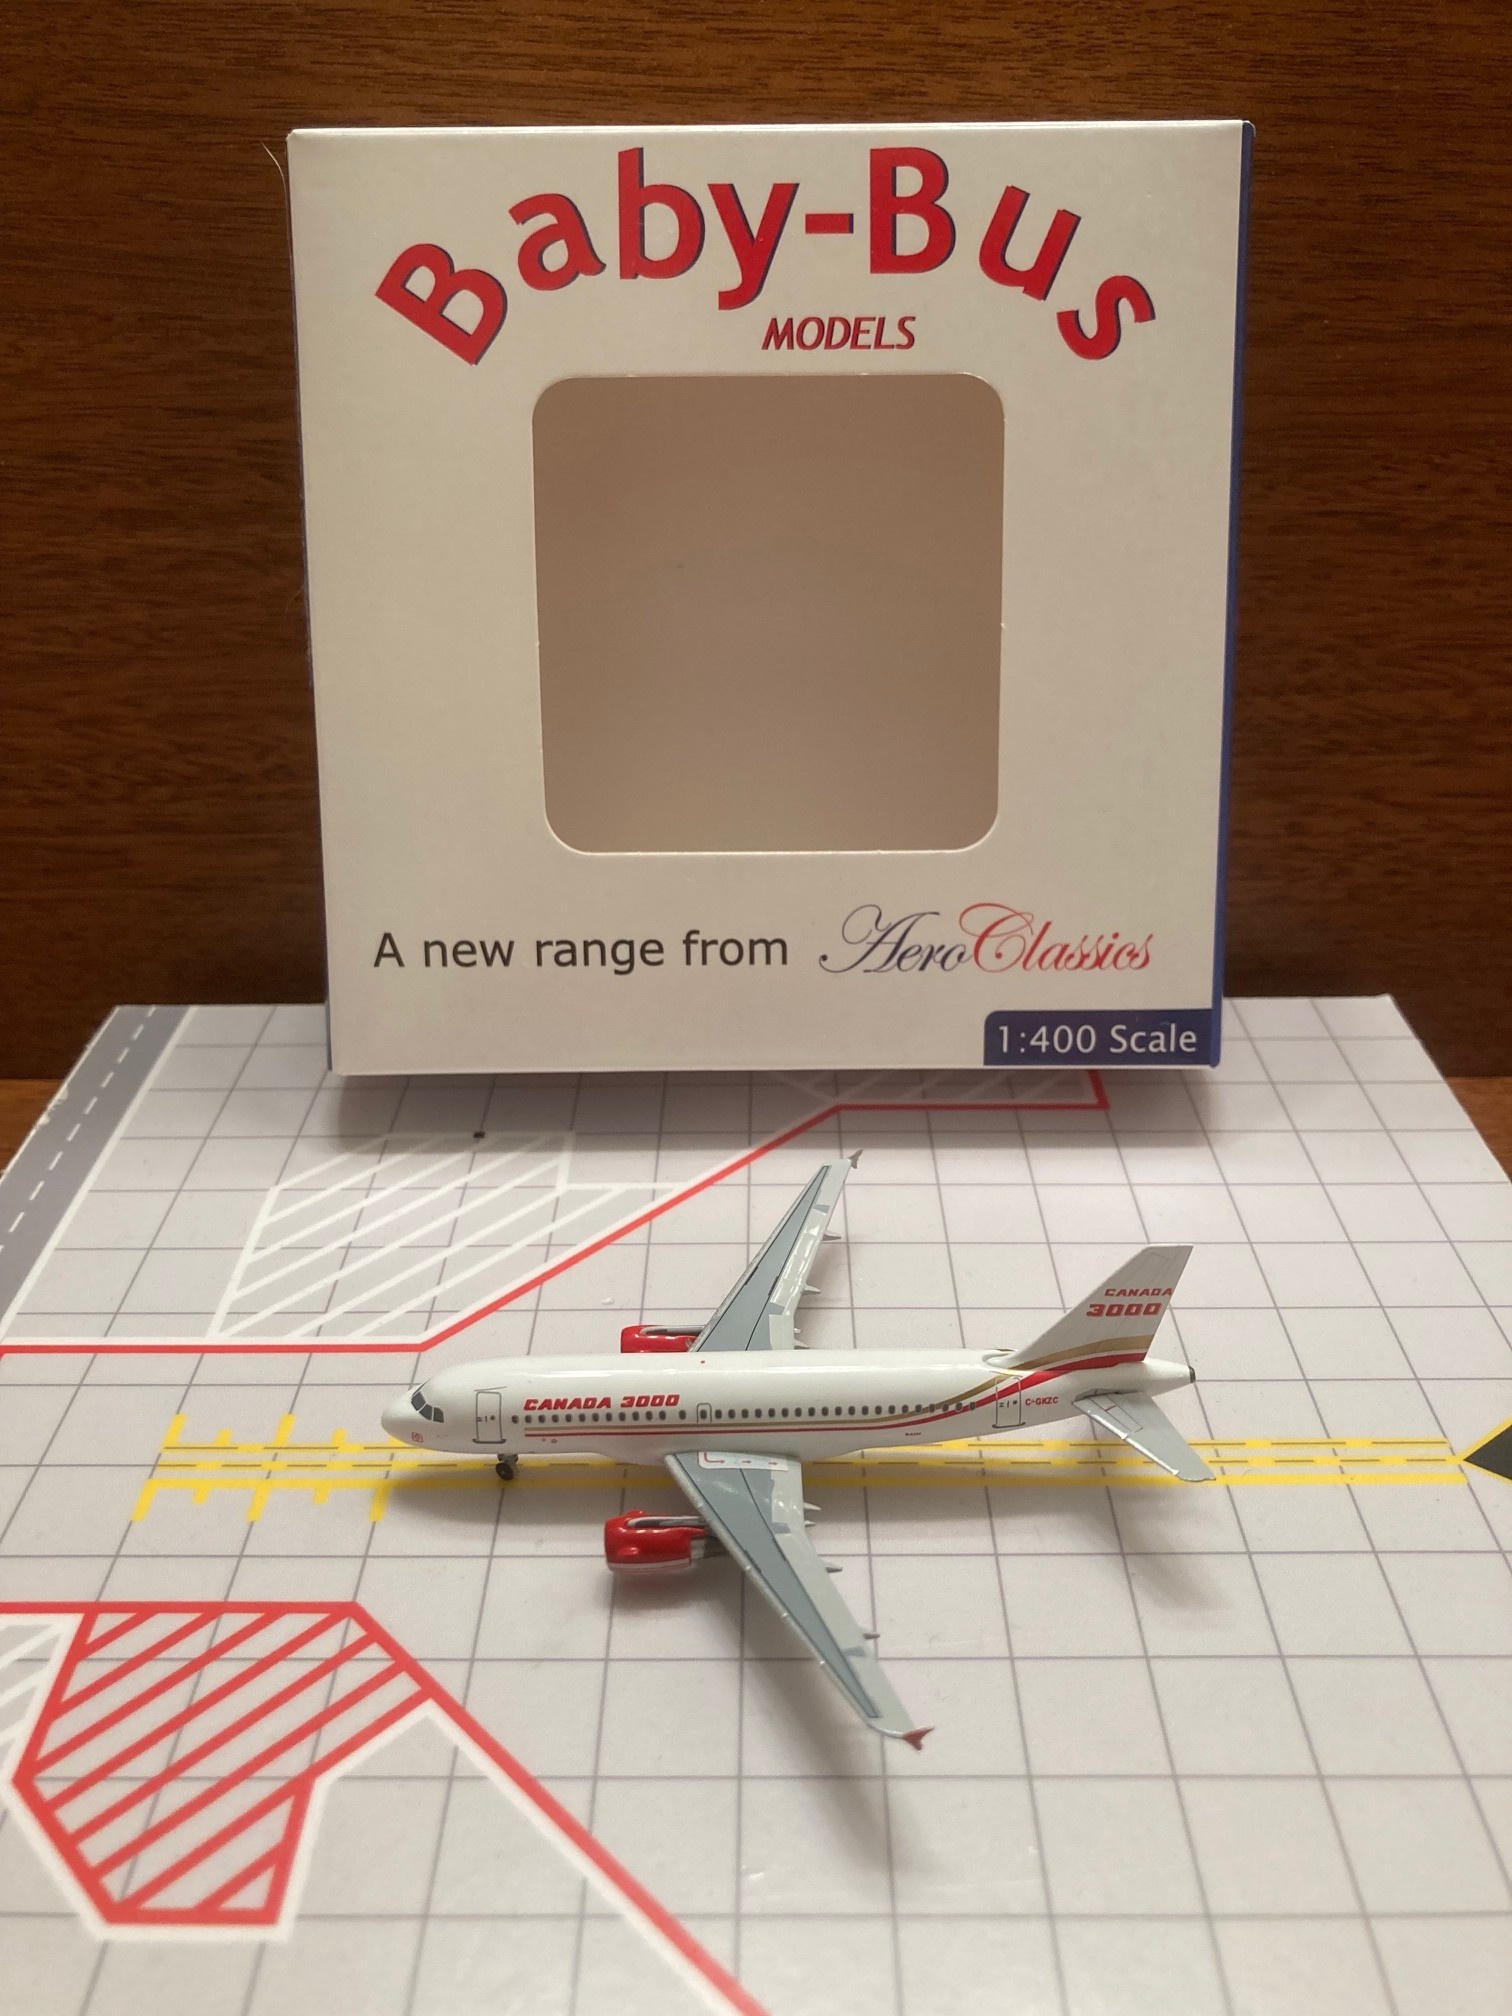 Baby-Bus
MODELS
A new range from AeroClassics
1:400 Scale
CANADA
3000
CANADA 3000
C-GKZC